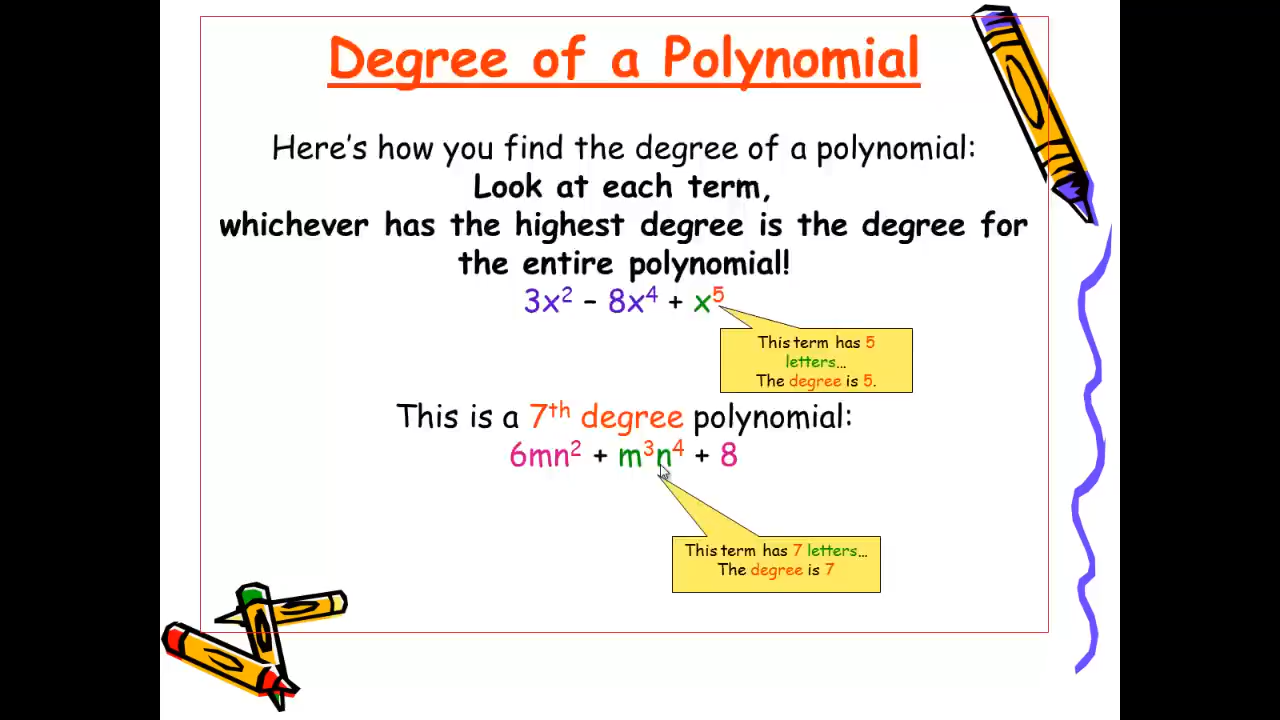 Degree of a Polynomial
Here's how you find the degree of a polynomial:
Look at each term,
whichever has the highest degree is the degree for
the entire polynomial!
3x² – 8x⁴ + x⁵
This term has 5
letters…
The degree is 5.
This is a 7ᵗʰ degree polynomial:
6mn² + m³n⁴ + 8
This term has 7 letters…
The degree is 7